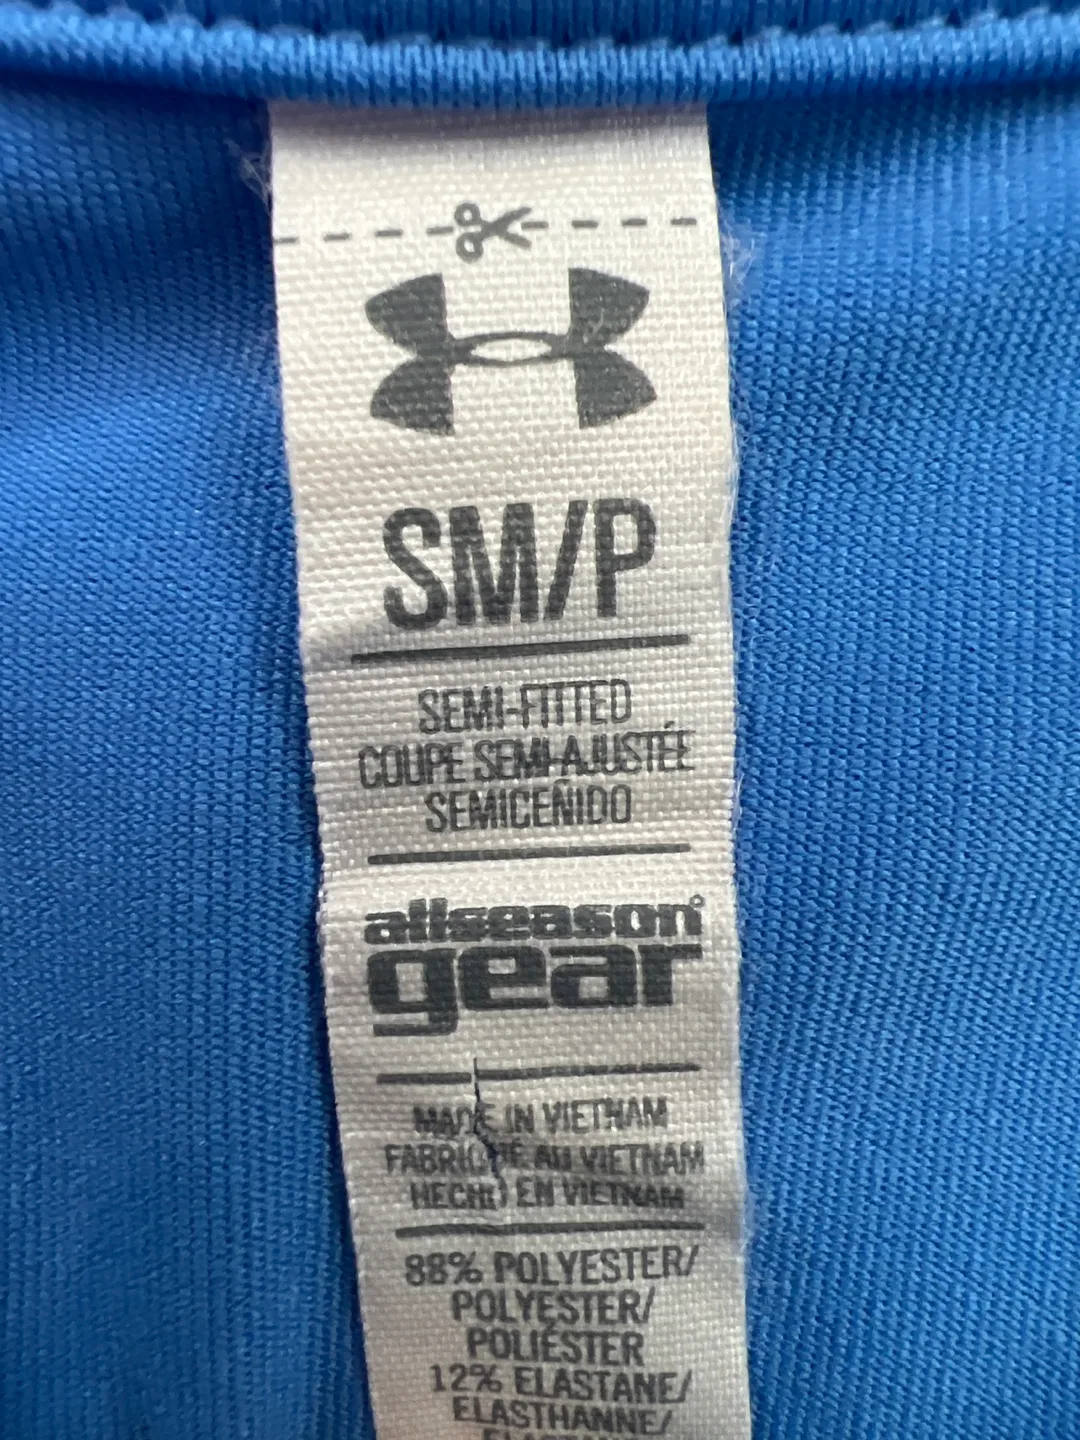 SM/P
SEMI-FITTED
COUPE SEMI-AJUSTÉE
SEMICEÑIDO
allseason
gear
MADE IN VIETNAM
FABRIQUÉ AU VIETNAM
HECHO EN VIETNAM
88% POLYESTER/
POLYESTER/
POLIÉSTER
12% ELASTANE/
ELASTHANNE/